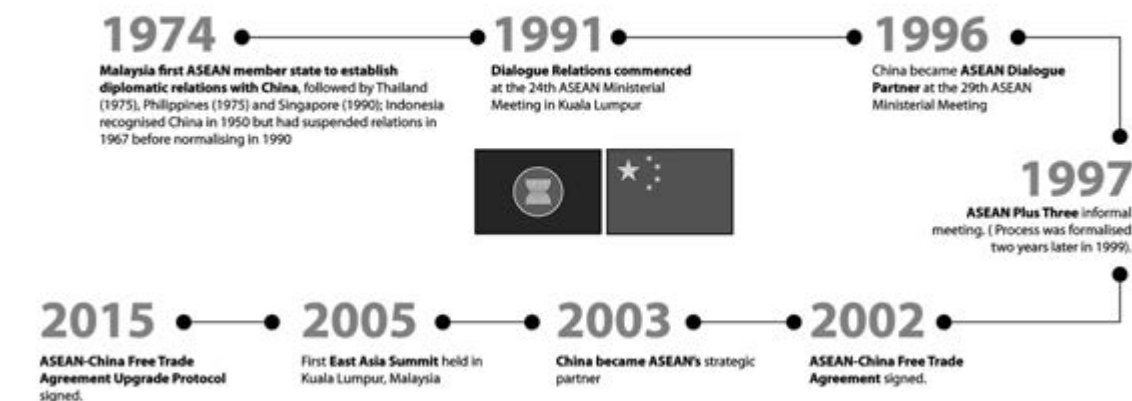 1974
Malaysia first ASEAN member state to establish
diplomatic relations with China, followed by Thailand
(1975), Philippines (1975) and Singapore (1990); Indonesia
recognised China in 1950 but had suspended relations in
1967 before normalising in 1990
1991
Dialogue Relations commenced
at the 24th ASEAN Ministerial
Meeting in Kuala Lumpur
1996
China became ASEAN Dialogue
Partner at the 29th ASEAN
Ministerial Meeting
1997
ASEAN Plus Three informal
meeting. ( Process was formalised
two years later in 1999).
2002
ASEAN-China Free Trade
Agreement signed.
2003
China became ASEAN's strategic
partner
2005
First East Asia Summit held in
Kuala Lumpur, Malaysia
2015
ASEAN-China Free Trade
Agreement Upgrade Protocol
signed.